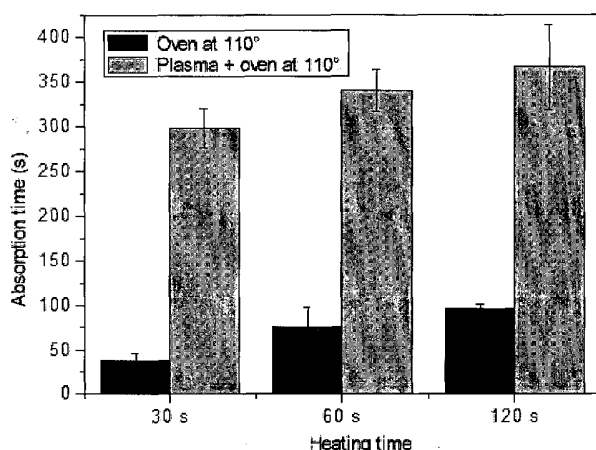 400
350
300
250
200
150
100
50
0
Absorption time (s)
Oven at 110°
Plasma + oven at 110°
30 s
60 s
120 s
Heating time